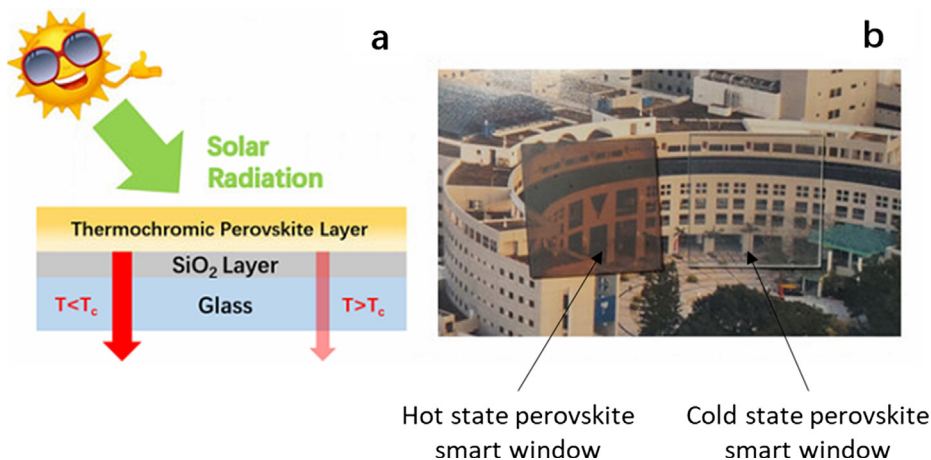 a
b
Solar
Radiation
Thermochromic Perovskite Layer
SiO₂ Layer
T<Tc
Glass
T>Tc
Hot state perovskite
smart window
Cold state perovskite
smart window